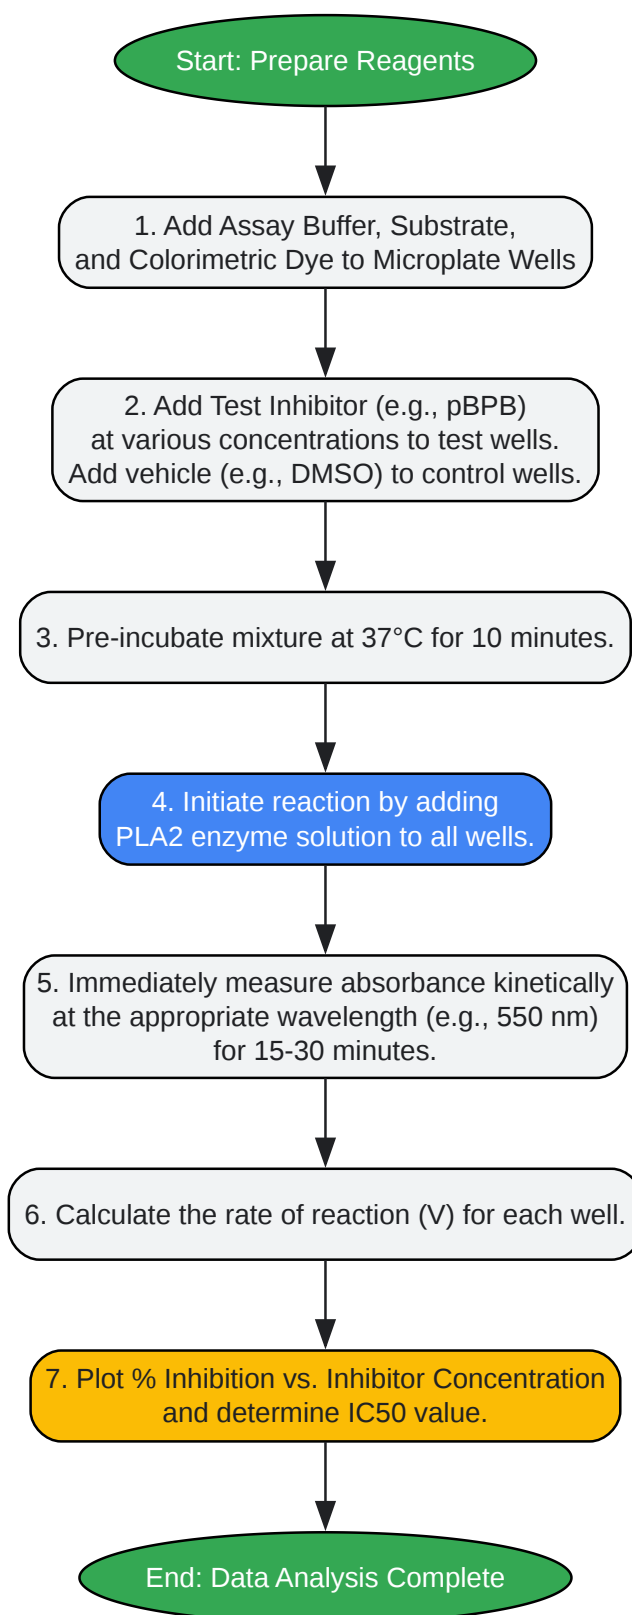 Start: Prepare Reagents
1. Add Assay Buffer, Substrate,
and Colorimetric Dye to Microplate Wells
2. Add Test Inhibitor (e.g., pBPB)
at various concentrations to test wells.
Add vehicle (e.g., DMSO) to control wells.
3. Pre-incubate mixture at 37°C for 10 minutes.
4. Initiate reaction by adding
PLA2 enzyme solution to all wells.
5. Immediately measure absorbance kinetically
at the appropriate wavelength (e.g., 550 nm)
for 15-30 minutes.
6. Calculate the rate of reaction (V) for each well.
7. Plot % Inhibition vs. Inhibitor Concentration
and determine IC50 value.
End: Data Analysis Complete